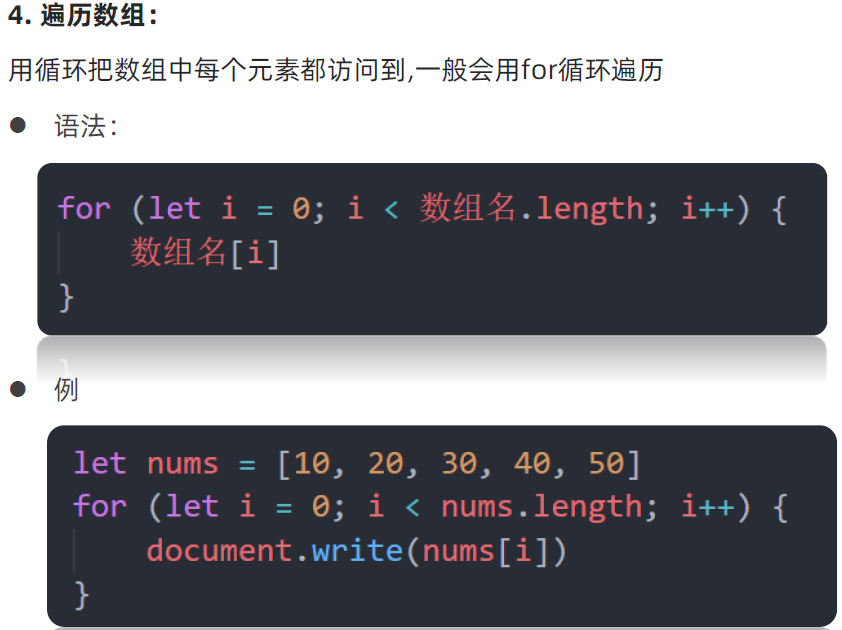 4. 遍历数组：
用循环把数组中每个元素都访问到,一般会用for循环遍历
● 语法：
for (let i = 0; i < 数组名.length; i++) {
    数组名[i]
}
● 例
let nums = [10, 20, 30, 40, 50]
for (let i = 0; i < nums.length; i++) {
    document.write(nums[i])
}